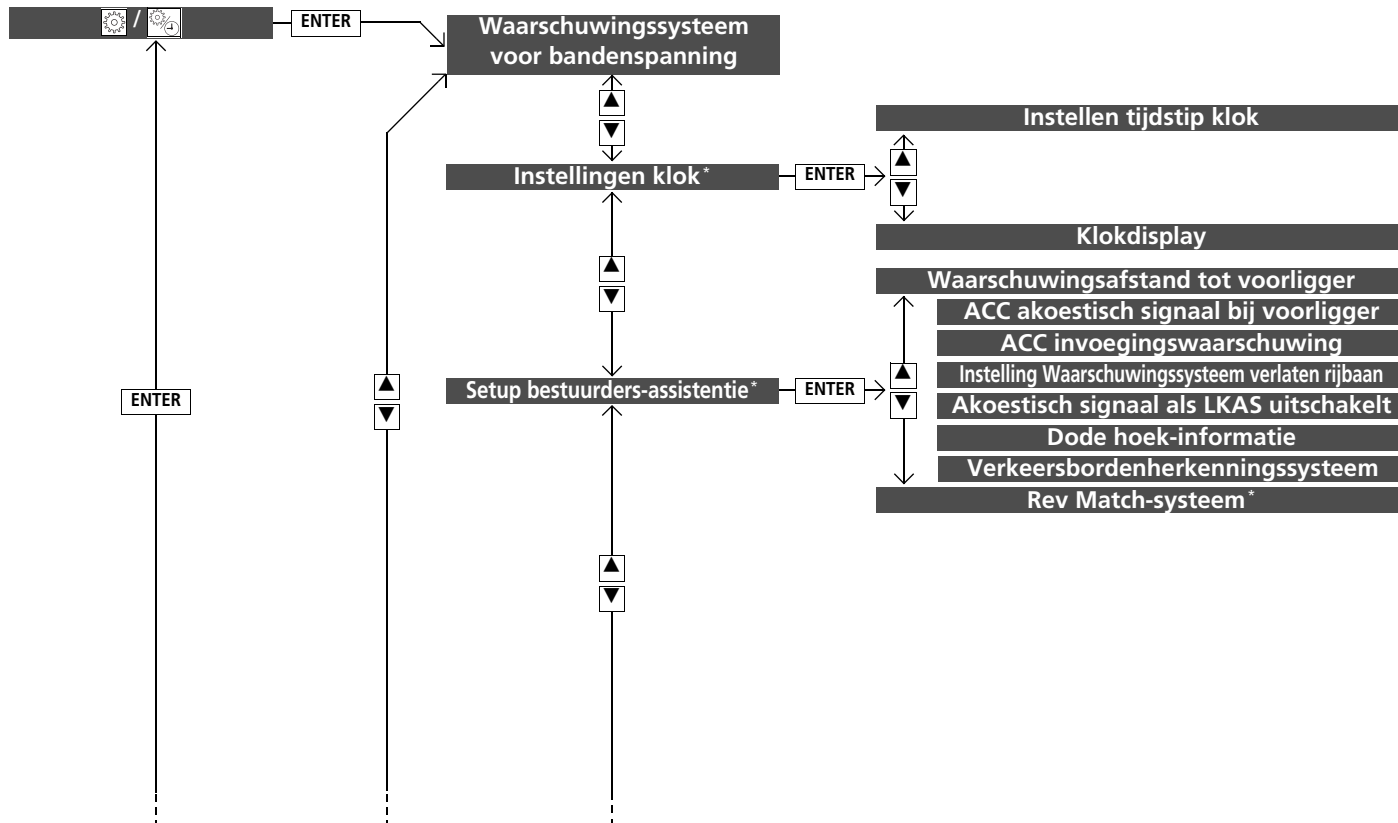 /
ENTER
Waarschuwingssysteem
voor bandenspanning
Instellen tijdstip klok
Instellingen klok*
ENTER
Klokdisplay
Waarschuwingsafstand tot voorligger
ACC akoestisch signaal bij voorligger
ACC invoegingswaarschuwing
Instelling Waarschuwingssysteem verlaten rijbaan
Setup bestuurders-assistentie*
ENTER
Akoestisch signaal als LKAS uitschakelt
Dode hoek-informatie
Verkeersbordenherkenningssysteem
Rev Match-systeem*
ENTER